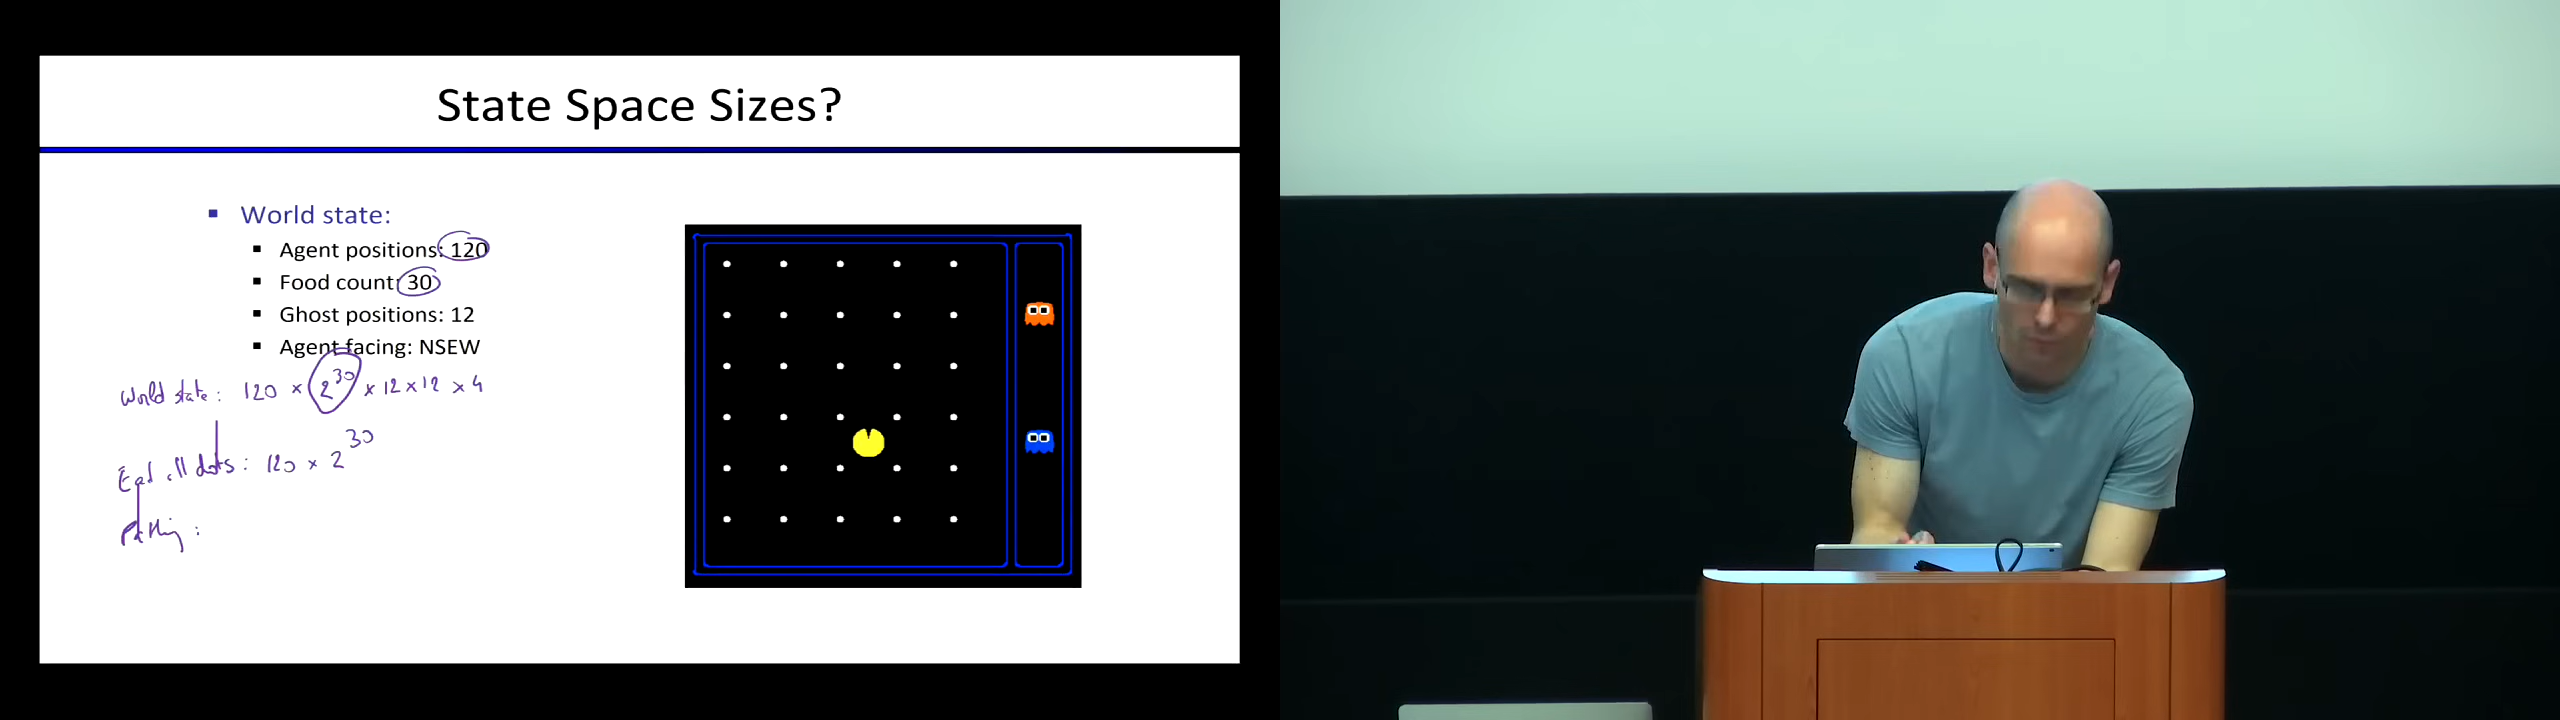 State Space Sizes?
World state:
Agent positions: 120
Food count: 30
Ghost positions: 12
Agent facing: NSEW
World state: 120 × 2^30 × 12 × 12 × 4
Eat all dots: 120 × 2^30
Pathing: